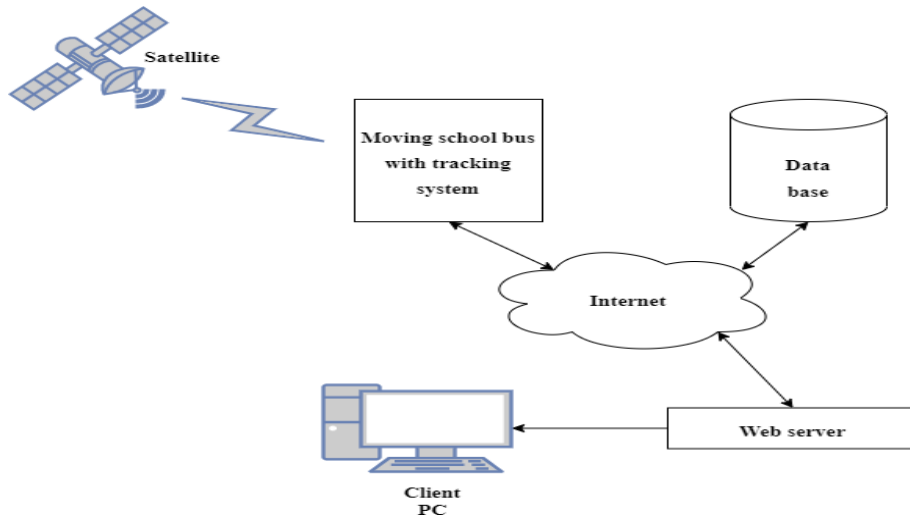 Satellite
Moving school bus
with tracking
system
Data
base
Internet
Web server
Client
PC